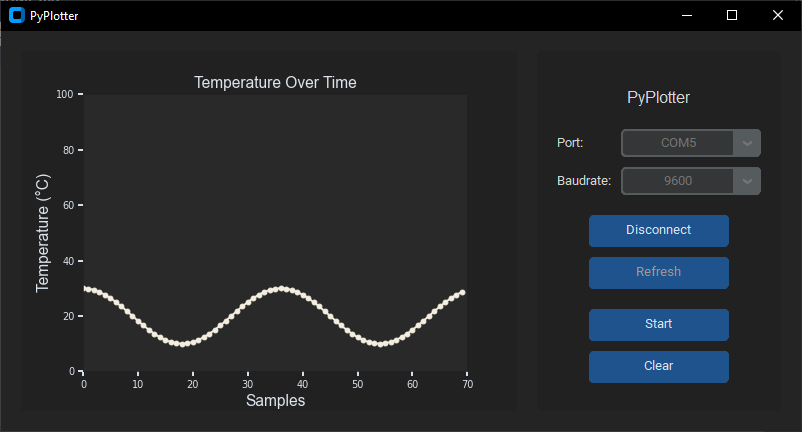 PyPlotter
Temperature Over Time
Temperature (°C)
100
80
60
40
20
0
0 10 20 30 40 50 60 70
Samples
PyPlotter
Port: COM5
Baudrate: 9600
Disconnect
Refresh
Start
Clear